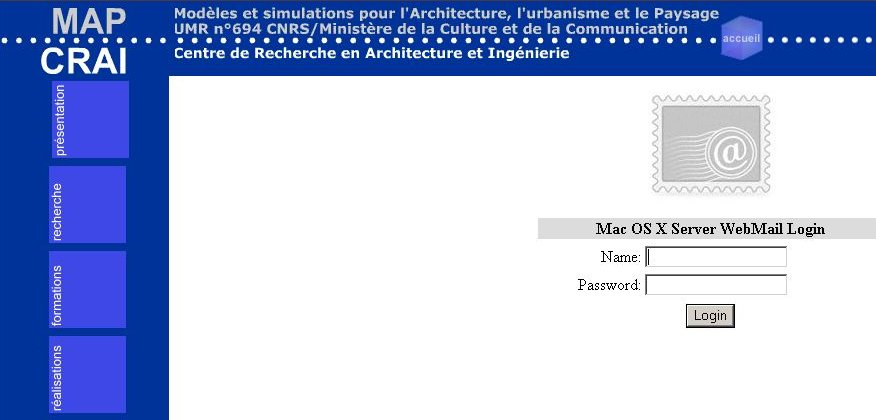 MAP
CRAI
Modèles et simulations pour l'Architecture, l'urbanisme et le Paysage
UMR n°694 CNRS/Ministère de la Culture et de la Communication
Centre de Recherche en Architecture et Ingénierie
accueil
présentation
recherche
formations
réalisations
@
Mac OS X Server WebMail Login
Name:
Password:
Login